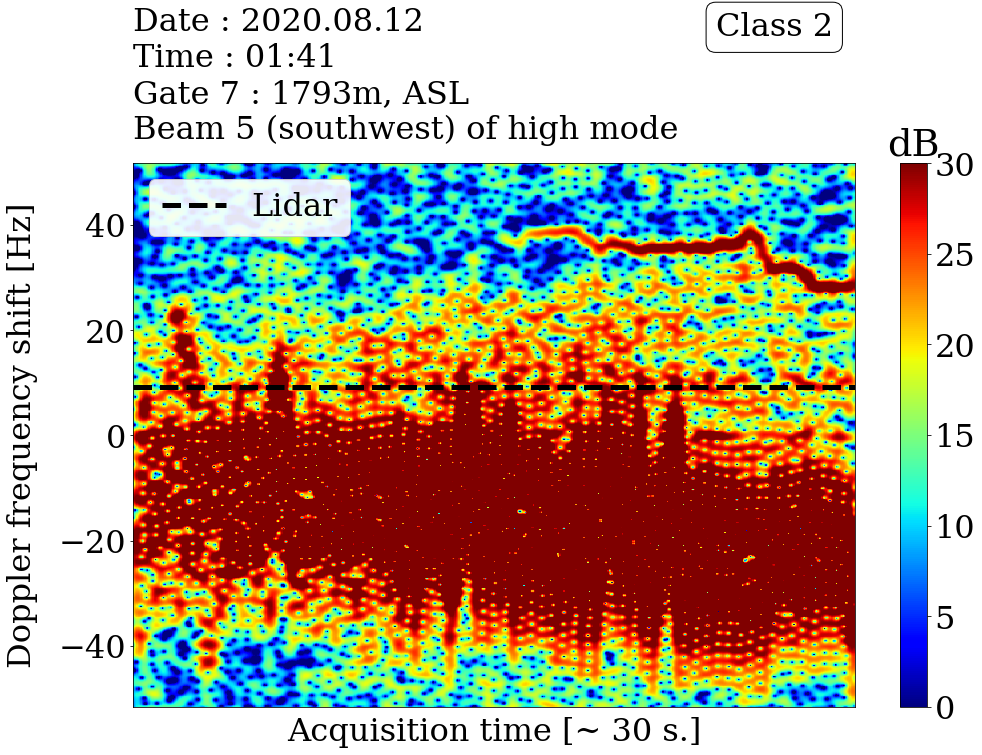 Date : 2020.08.12
Time : 01:41
Gate 7 : 1793m, ASL
Beam 5 (southwest) of high mode
Class 2
dB
Lidar
Doppler frequency shift [Hz]
40
20
0
−20
−40
Acquisition time [~ 30 s.]
30
25
20
15
10
5
0